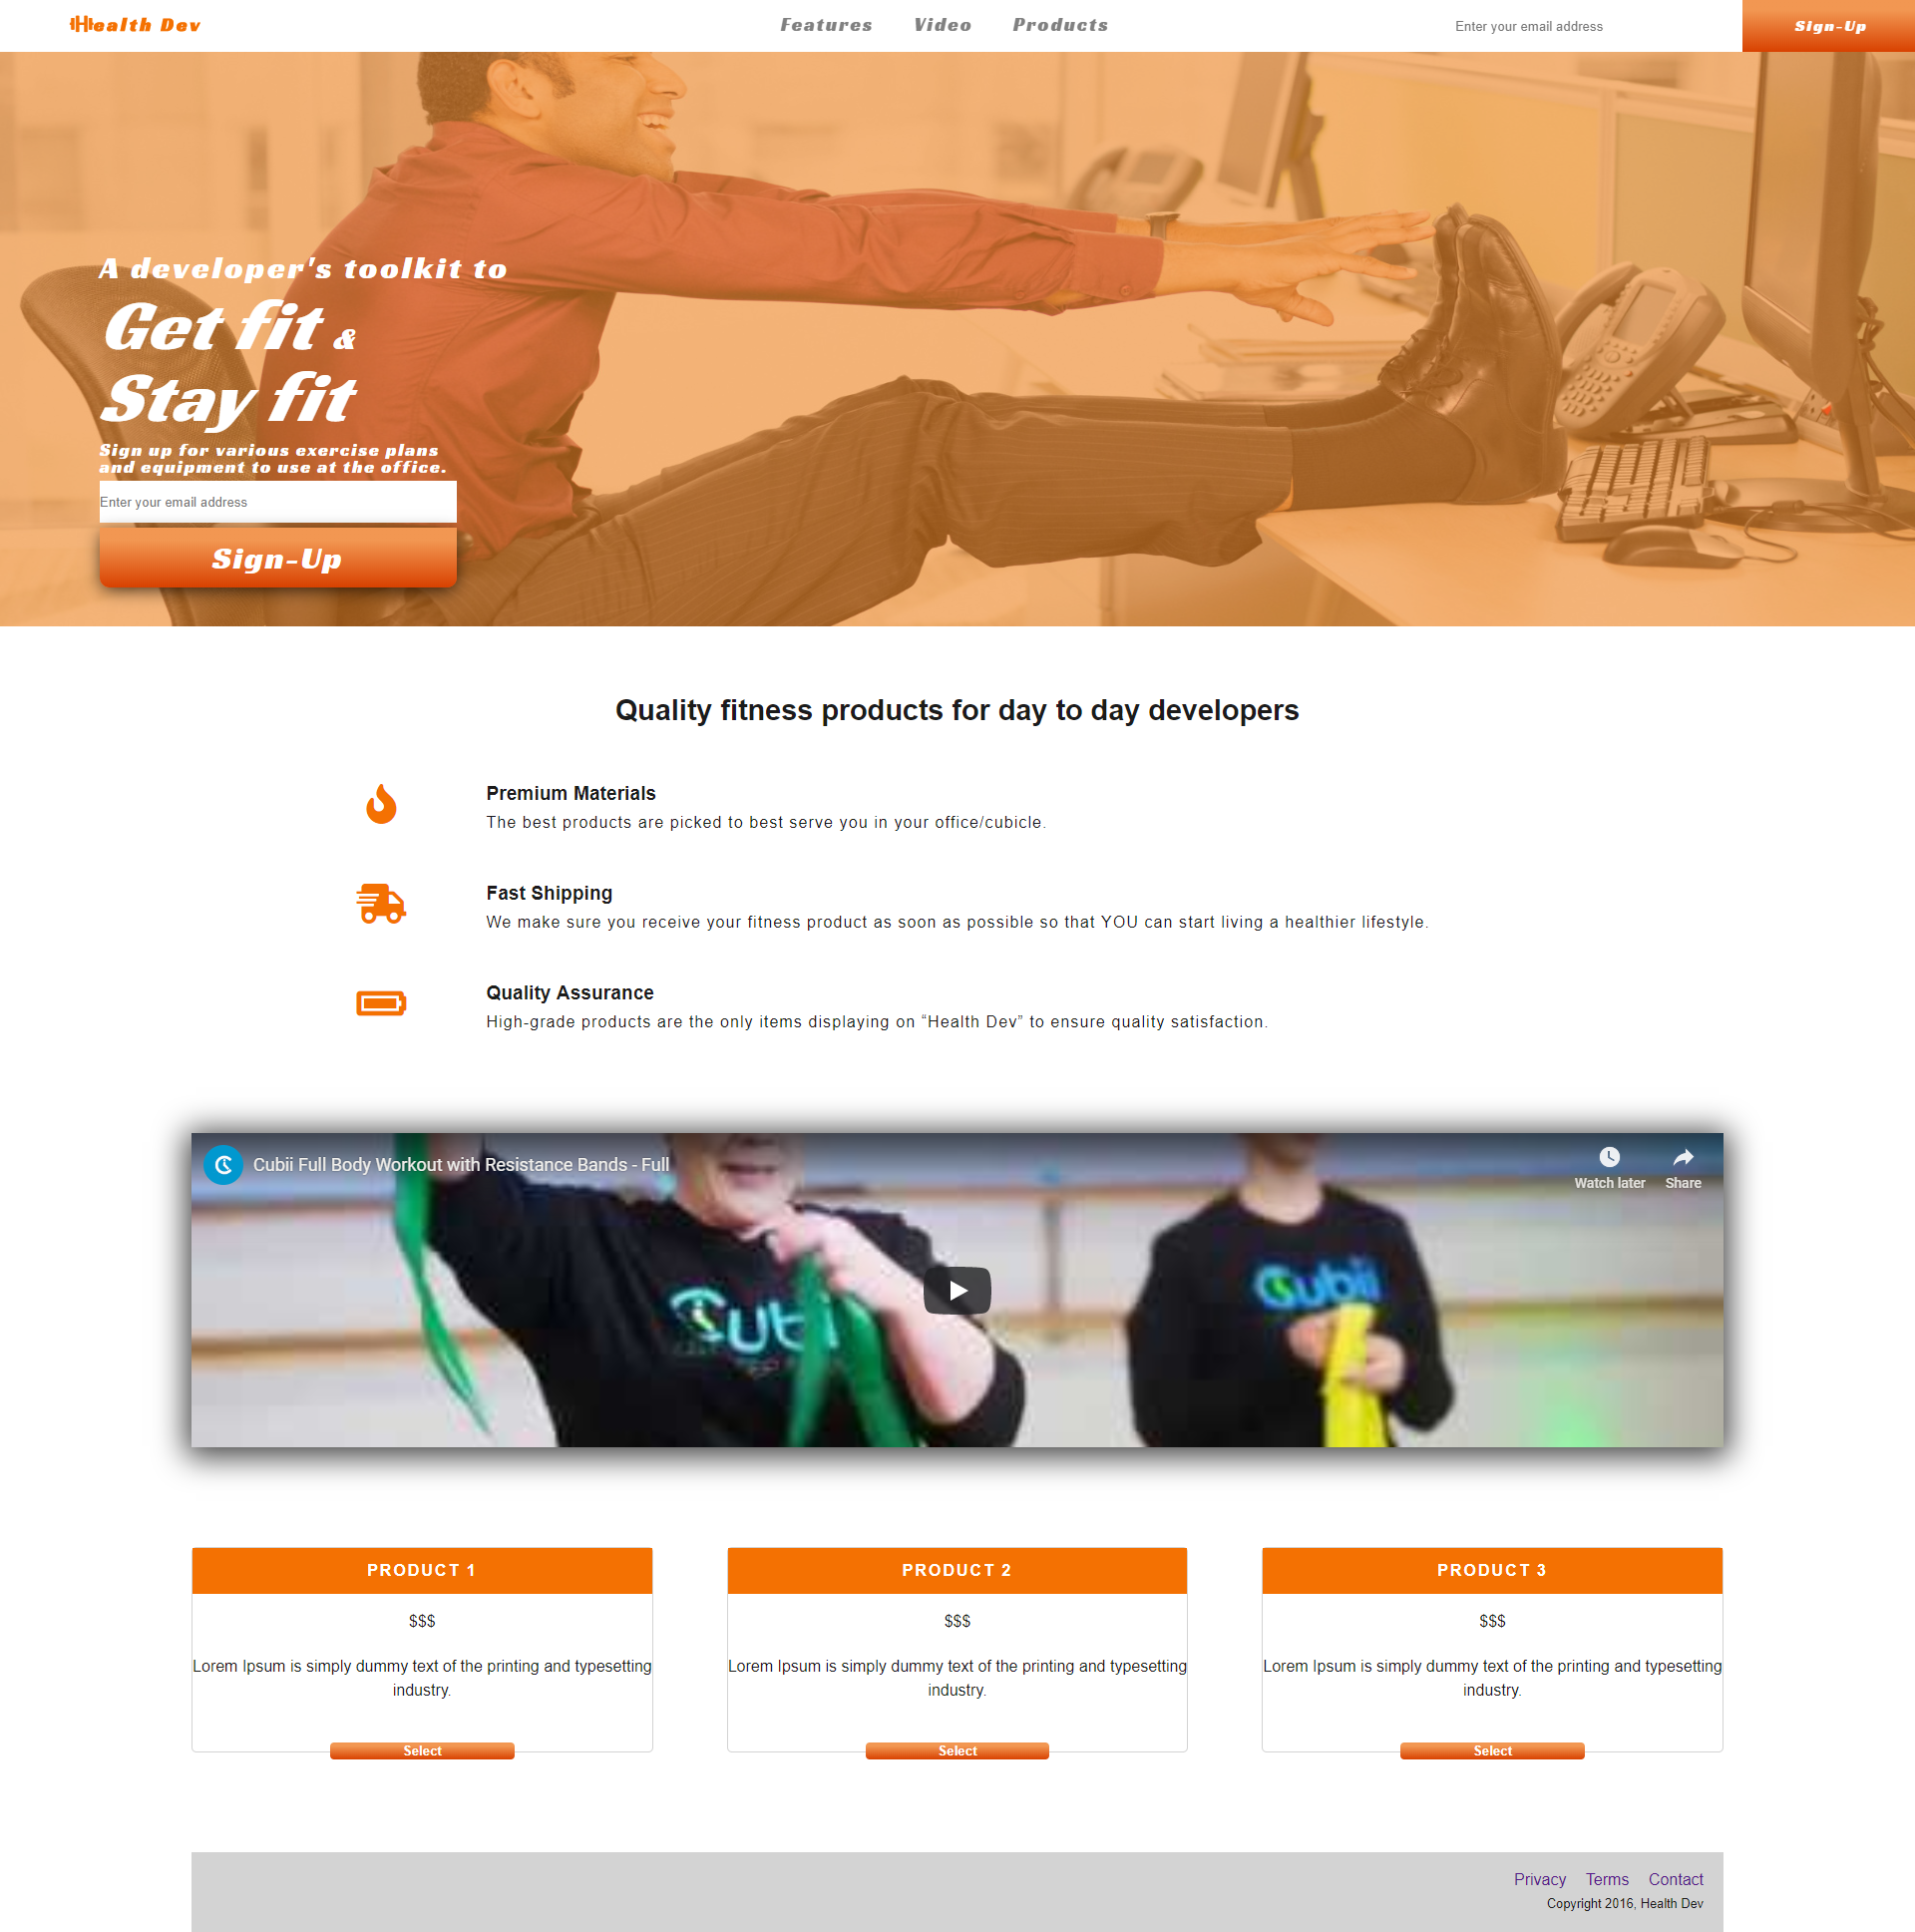 Health Dev
Features Video Products
Enter your email address
Sign-Up
A developer's toolkit to
Get fit &
Stay fit
Sign up for various exercise plans
and equipment to use at the office.
Enter your email address
Sign-Up
Quality fitness products for day to day developers
Premium Materials
The best products are picked to best serve you in your office/cubicle.
Fast Shipping
We make sure you receive your fitness product as soon as possible so that YOU can start living a healthier lifestyle.
Quality Assurance
High-grade products are the only items displaying on “Health Dev” to ensure quality satisfaction.
Cubii Full Body Workout with Resistance Bands - Full
Watch later Share
Cubii
Cubii
PRODUCT 1
$$$
Lorem Ipsum is simply dummy text of the printing and typesetting
industry.
Select
PRODUCT 2
$$$
Lorem Ipsum is simply dummy text of the printing and typesetting
industry.
Select
PRODUCT 3
$$$
Lorem Ipsum is simply dummy text of the printing and typesetting
industry.
Select
Privacy Terms Contact
Copyright 2016, Health Dev